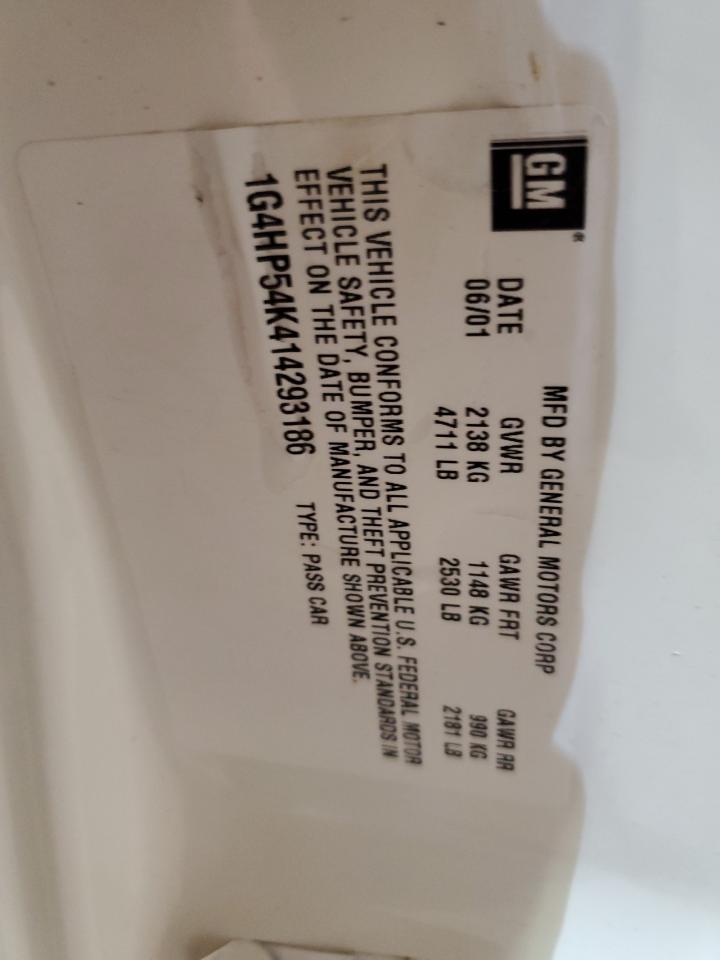 GM®
MFD BY GENERAL MOTORS CORP
DATE GVWR GAWR FRT GAWR RR
06/01 2138 KG 1148 KG 990 KG
4711 LB 2530 LB 2181 LB
THIS VEHICLE CONFORMS TO ALL APPLICABLE U.S. FEDERAL MOTOR
VEHICLE SAFETY, BUMPER, AND THEFT PREVENTION STANDARDS IN
EFFECT ON THE DATE OF MANUFACTURE SHOWN ABOVE.
1G4HP54K414293186 TYPE: PASS CAR